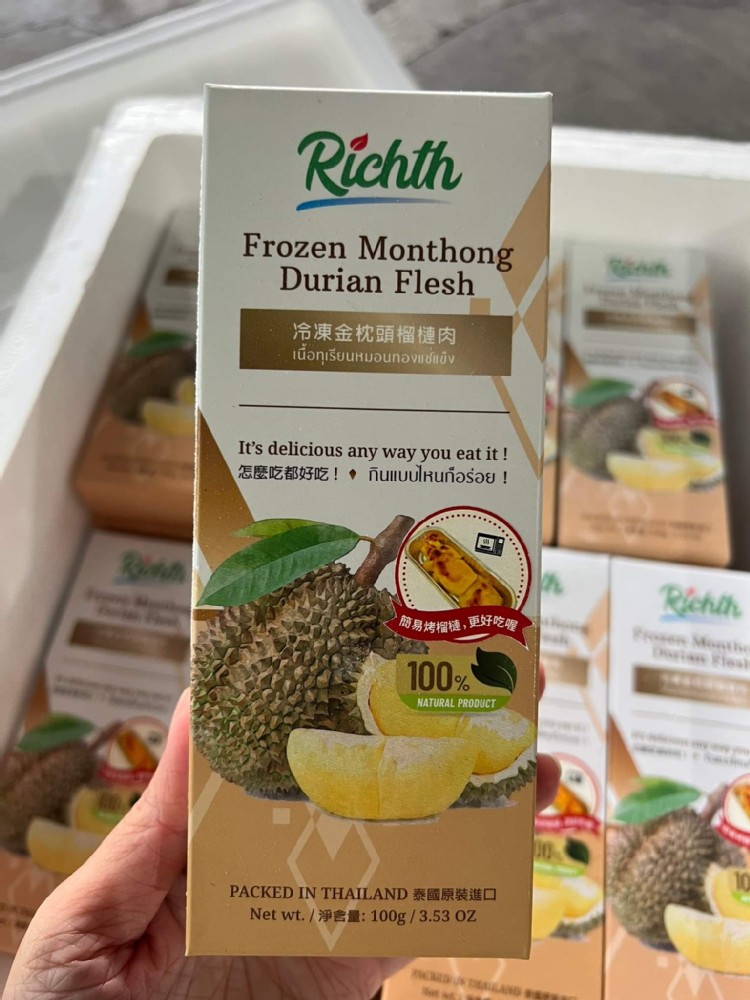 Richth
Frozen Monthong
Durian Flesh
冷凍金枕頭榴槤肉
เนื้อทุเรียนหมอนทองแช่แข็ง
It's delicious any way you eat it !
怎麼吃都好吃！ กินแบบไหนก็อร่อย !
簡易烤榴槤，更好吃喔
100%
NATURAL PRODUCT
PACKED IN THAILAND 泰國原裝進口
Net wt. / 淨含量: 100g / 3.53 OZ
Richth
Richth
Richth
100%